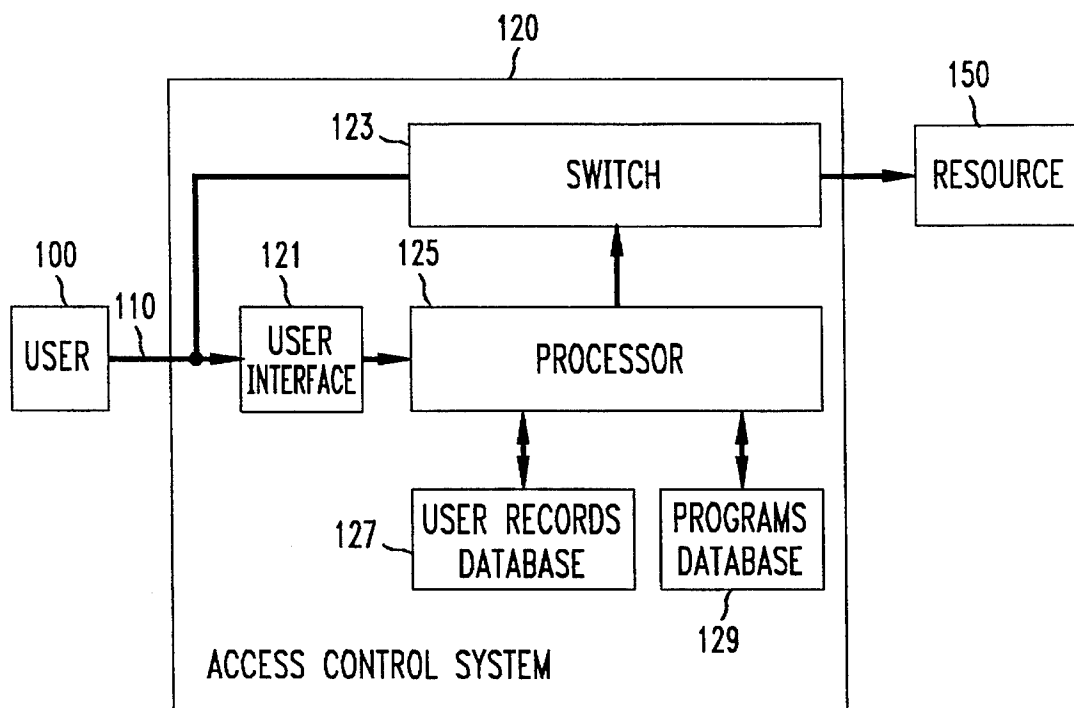 120
150
123
SWITCH
RESOURCE
100
121
125
110
USER
USER
INTERFACE
PROCESSOR
127
USER RECORDS
DATABASE
PROGRAMS
DATABASE
129
ACCESS CONTROL SYSTEM